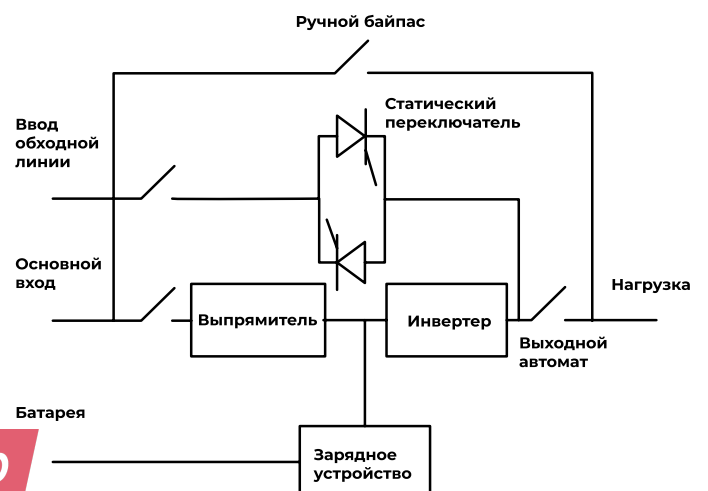 Ручной байпас
Статический
переключатель
Ввод
обходной
линии
Основной
вход
Нагрузка
Выпрямитель
Инвертер
Выходной
автомат
Батарея
Зарядное
устройство